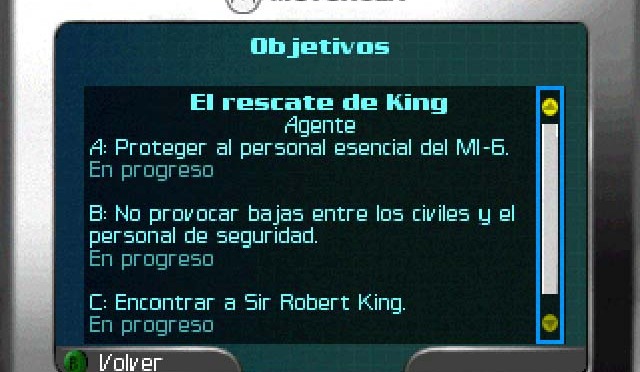 Objetivos
El rescate de King
Agente
A: Proteger al personal esencial del MI-6.
En progreso
B: No provocar bajas entre los civiles y el
personal de seguridad.
En progreso
C: Encontrar a Sir Robert King.
En progreso
B Volver